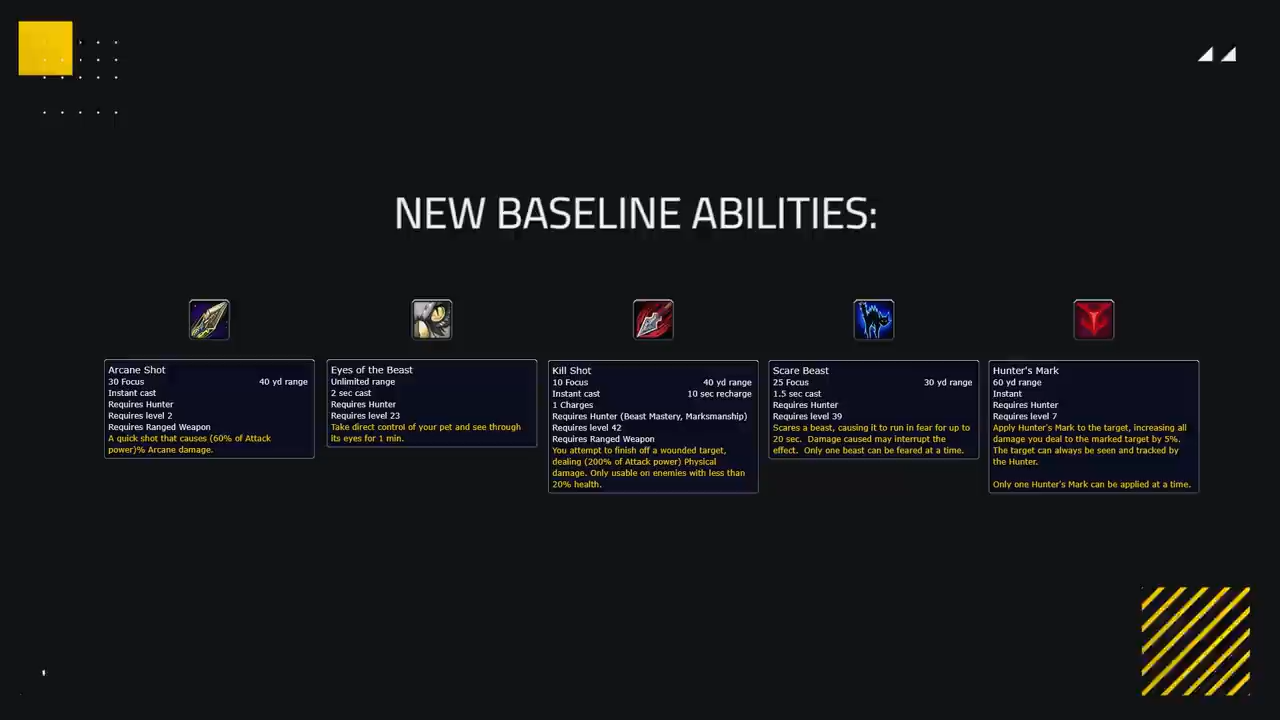 NEW BASELINE ABILITIES:
Arcane Shot
30 Focus 40 yd range
Instant cast
Requires Hunter
Requires level 2
Requires Ranged Weapon
A quick shot that causes (60% of Attack
power)% Arcane damage.
Eyes of the Beast
Unlimited range
2 sec cast
Requires Hunter
Requires level 23
Take direct control of your pet and see through
its eyes for 1 min.
Kill Shot
10 Focus 40 yd range
Instant cast 10 sec recharge
1 Charges
Requires Hunter (Beast Mastery, Marksmanship)
Requires level 42
Requires Ranged Weapon
You attempt to finish off a wounded target,
dealing (200% of Attack power) Physical
damage. Only usable on enemies with less than
20% health.
Scare Beast
25 Focus 30 yd range
1.5 sec cast
Requires Hunter
Requires level 39
Scares a beast, causing it to run in fear for up to
20 sec. Damage caused may interrupt the
effect. Only one beast can be feared at a time.
Hunter's Mark
60 yd range
Instant
Requires Hunter
Requires level 7
Apply Hunter's Mark to the target, increasing all
damage you deal to the marked target by 5%.
The target can always be seen and tracked by
the Hunter.
Only one Hunter's Mark can be applied at a time.